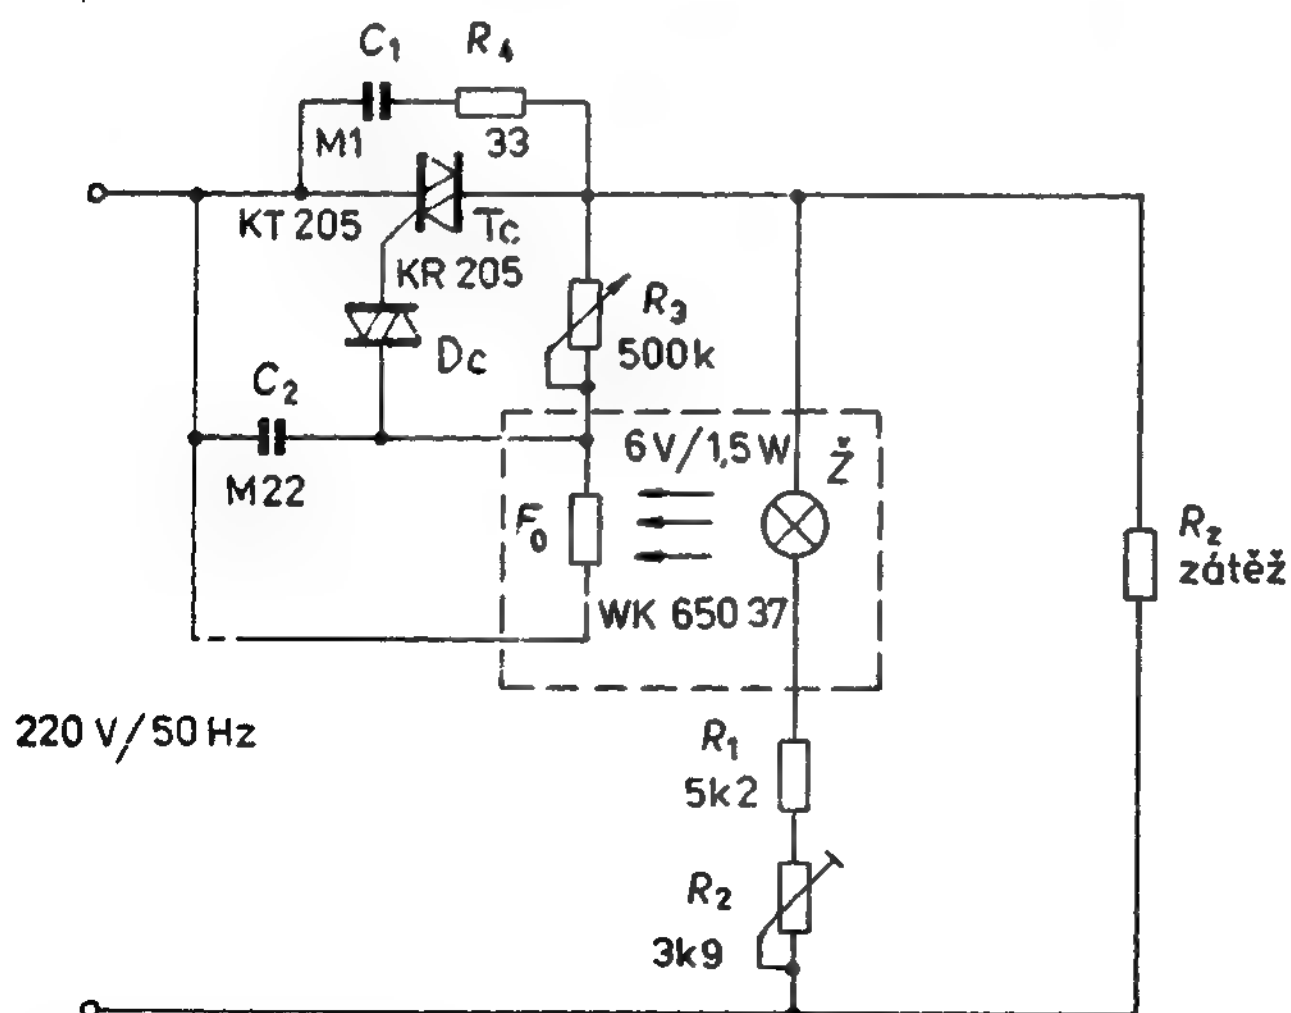 C1
R4
M1
33
KT 205
Tc
KR 205
R3
500k
Dc
C2
M22
6V/1,5W
Ž
F0
WK 650 37
Rz
zátěž
220 V/50 Hz
R1
5k2
R2
3k9